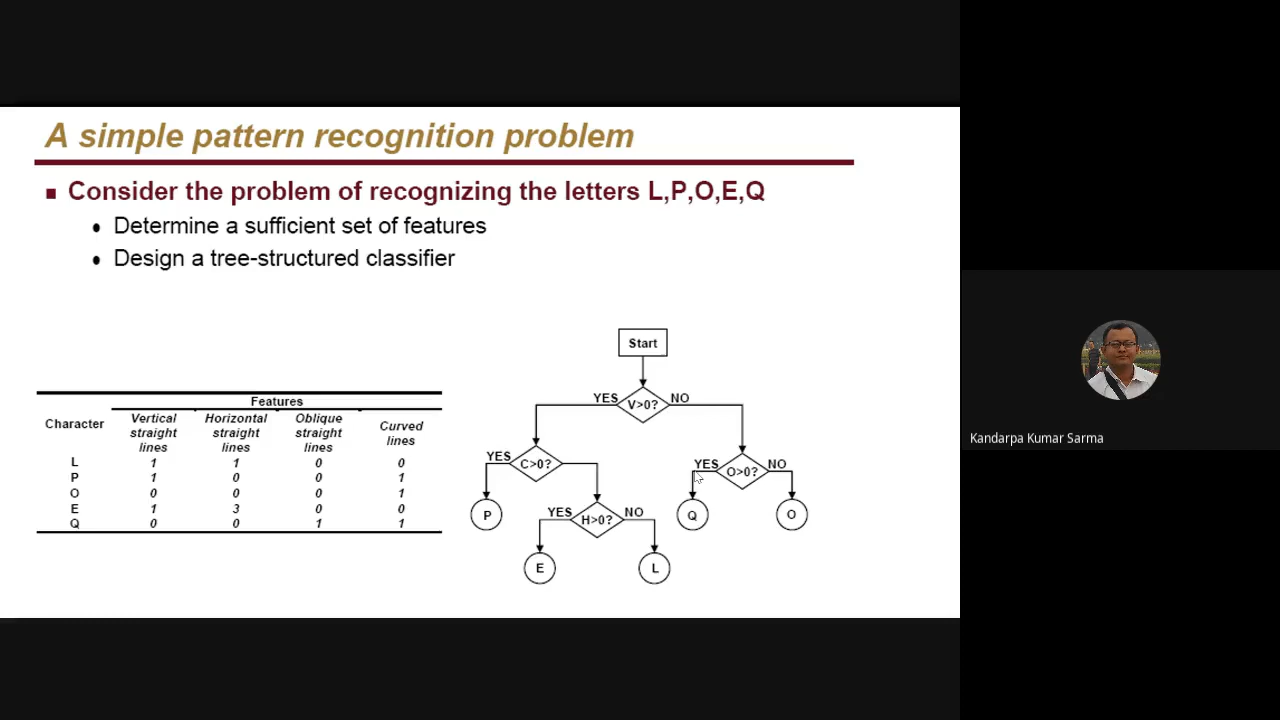 A simple pattern recognition problem
Consider the problem of recognizing the letters L,P,O,E,Q
Determine a sufficient set of features
Design a tree-structured classifier
Features
Character
Vertical straight lines
Horizontal straight lines
Oblique straight lines
Curved lines
L 1 1 0 0
P 1 0 0 1
O 0 0 0 1
E 1 3 0 0
Q 0 0 1 1
Start
YES V>0? NO
YES C>0?
YES O>0? NO
P
YES H>0? NO
Q
O
E
L
Kandarpa Kumar Sarma